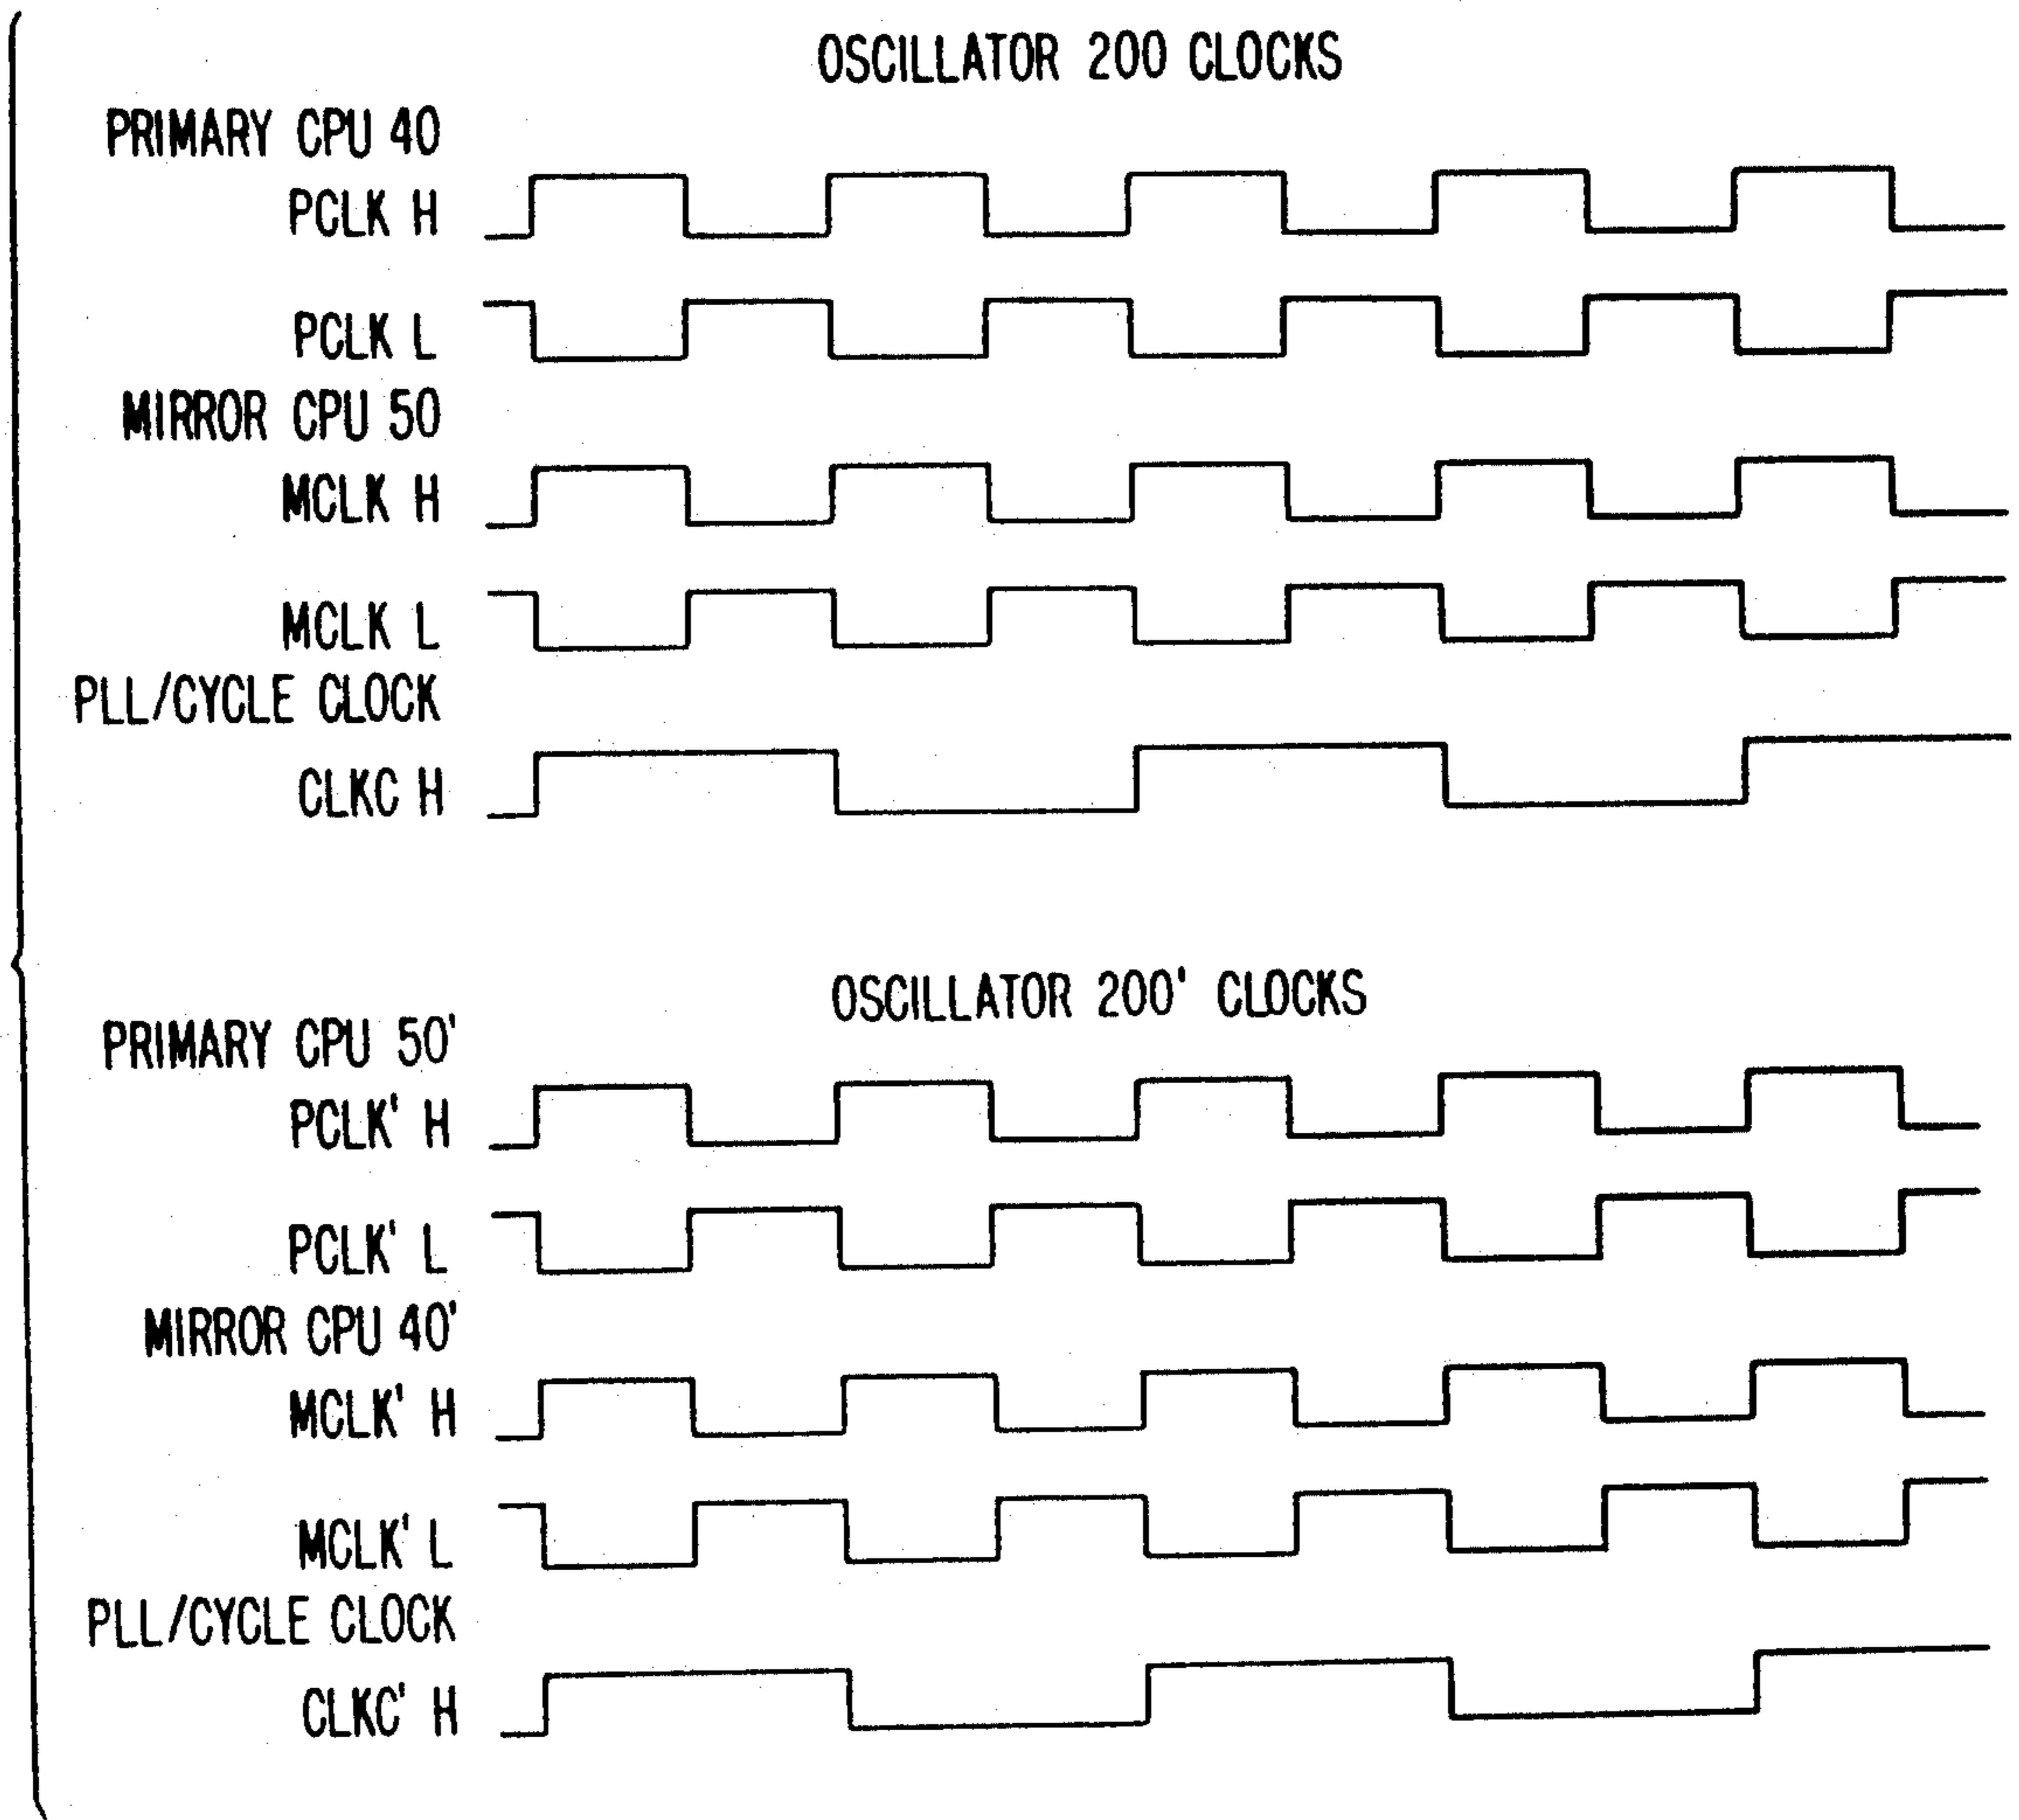 OSCILLATOR 200 CLOCKS
PRIMARY CPU 40
PCLK H
PCLK L
MIRROR CPU 50
MCLK H
MCLK L
PLL/CYCLE CLOCK
CLKC H
OSCILLATOR 200' CLOCKS
PRIMARY CPU 50'
PCLK' H
PCLK' L
MIRROR CPU 40'
MCLK' H
MCLK' L
PLL/CYCLE CLOCK
CLKC' H